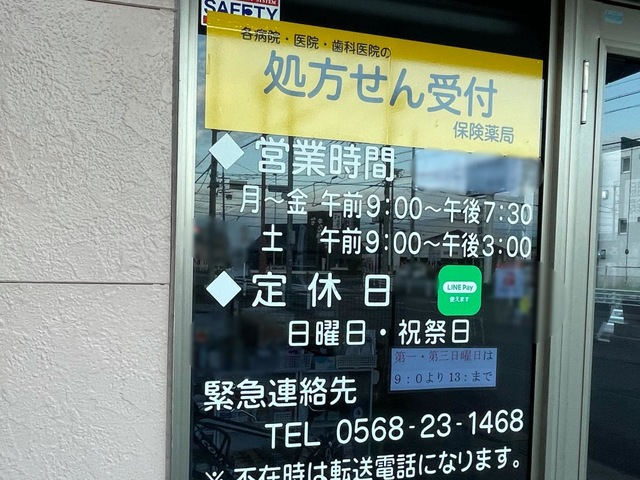 SAFETY
各病院・医院・歯科医院の
処方せん受付
保険薬局
◆営業時間
月～金 午前9:00～午後7:30
土 午前9:00～午後3:00
◆定休日
LINE Pay
使えます
日曜日・祝祭日
第一・第三日曜日は
9:0より13:まで
緊急連絡先
TEL 0568-23-1468
※不在時は転送電話になります。